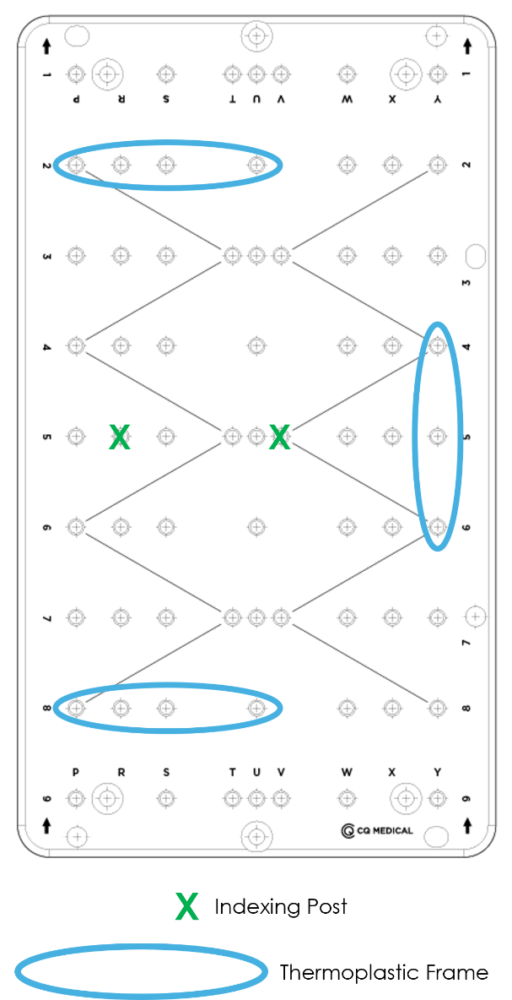 1 1
P R S T U V W X Y
2 2
3
3
4 4
X X
5 5
6 6
7
7
8 8
P R S T U V W X Y
9 9
CQ MEDICAL
X Indexing Post
Thermoplastic Frame